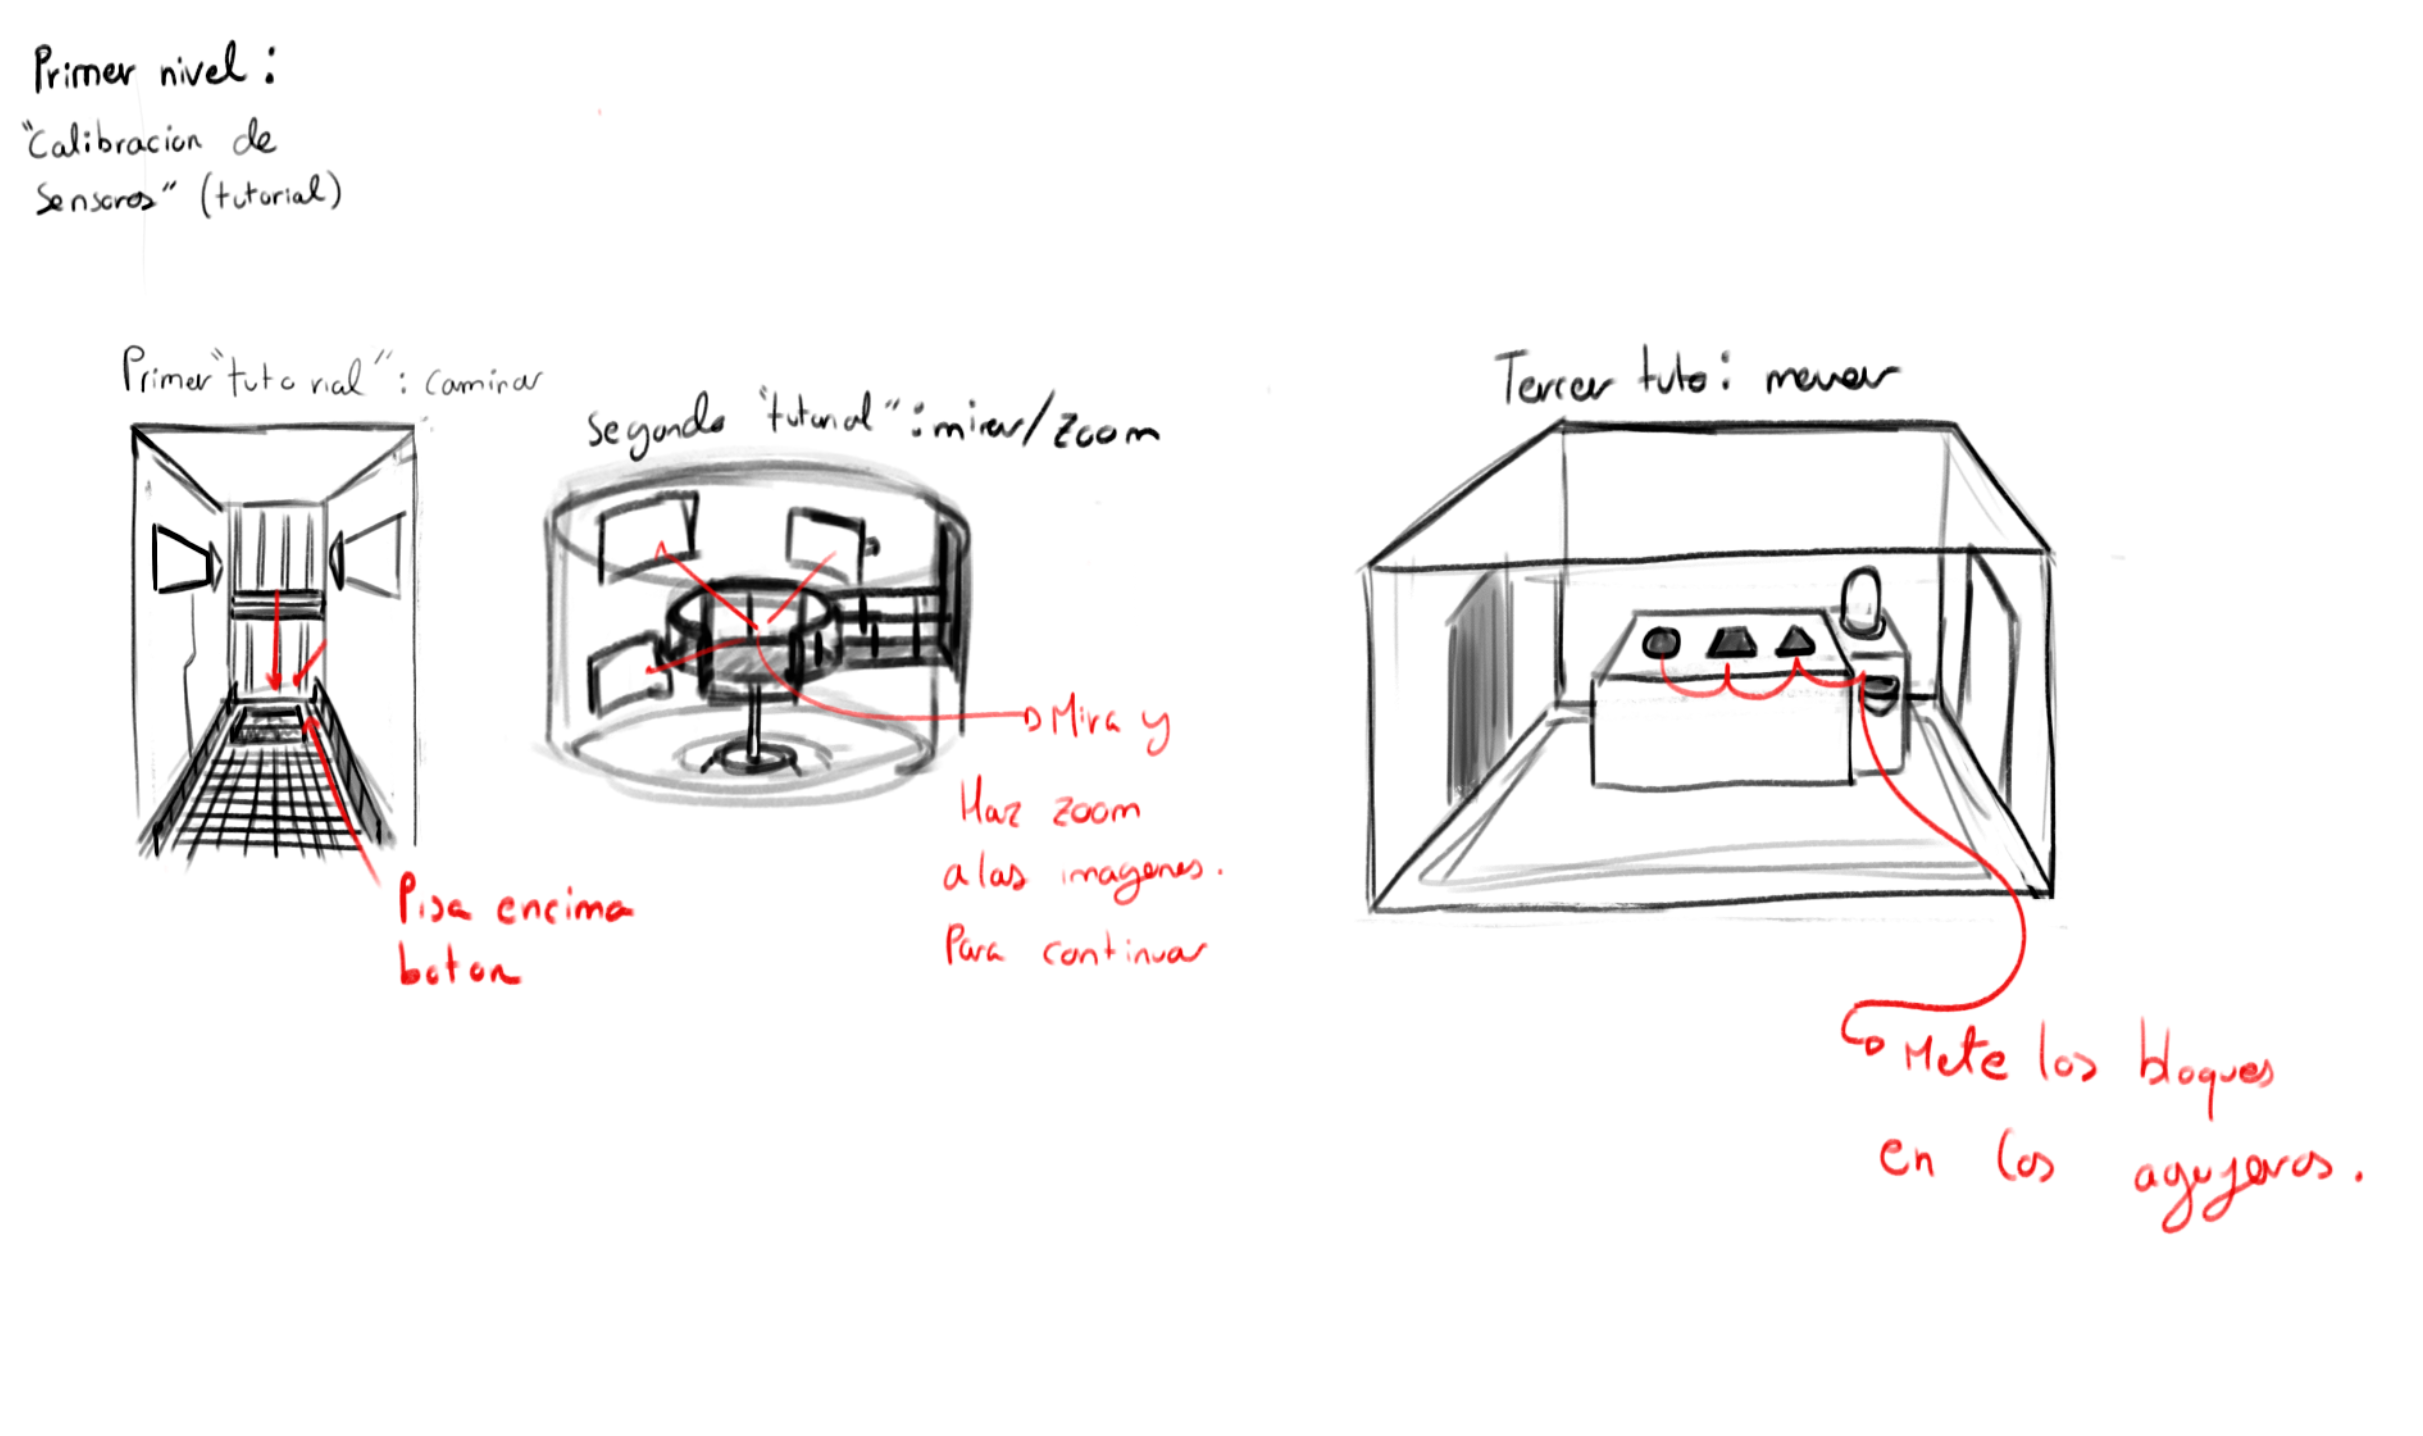 Primer nivel:
"Calibracion de
Sensores" (tutorial)
Primer "tutorial": caminar
Segundo "tutorial": mirar/zoom
Tercer tuto: mover
Pisa encima
boton
Mira y
Haz zoom
a las imagenes.
Para continuar
Mete los bloques
en los agujeros.